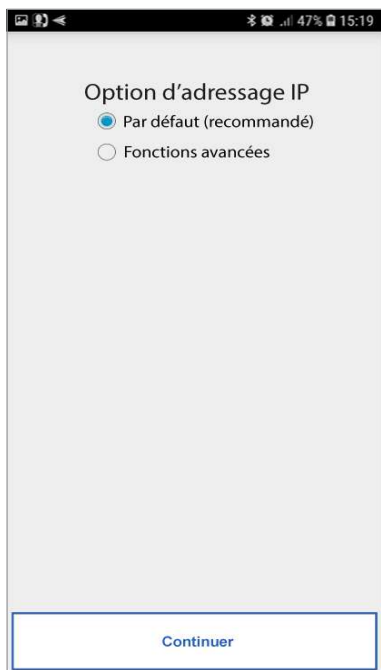 47% 15:19
Option d'adressage IP
Par défaut (recommandé)
Fonctions avancées
Continuer